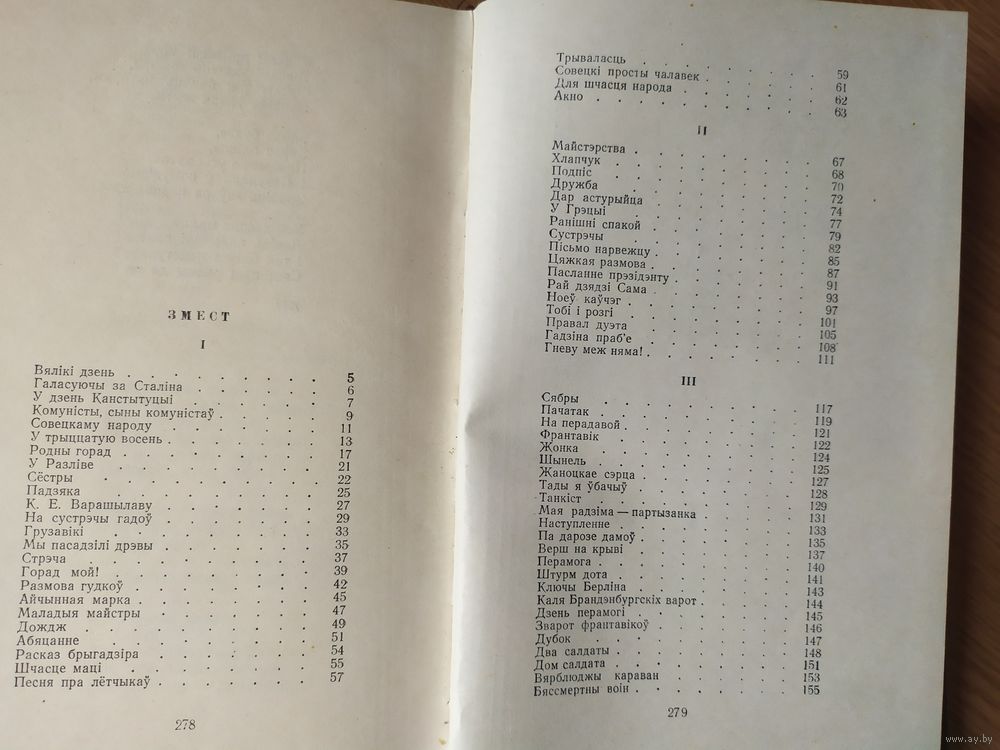 ЗМЕСТ
I
Вялікі дзень . . . . . . . 5
Галасуючы за Сталіна . . . . . . 6
У дзень Канстытуцыі . . . . . . 7
Комуністы, сыны комуністаў . . . . . 9
Совецкаму народу . . . . . . 11
У трыццатую восень . . . . . . 13
Родны горад . . . . . . . 17
У Разліве . . . . . . . 21
Сёстры . . . . . . . 22
Падзяка . . . . . . . 25
К. Е. Варашылаву . . . . . . 27
На сустрэчы гадоў . . . . . . 29
Грузавікі . . . . . . . 33
Мы пасадзілі дрэвы . . . . . . 35
Стрэча . . . . . . . 37
Горад мой! . . . . . . . 39
Размова гудкоў . . . . . . 42
Айчынная марка . . . . . . 45
Маладыя майстры . . . . . . 47
Дождж . . . . . . . 49
Абяцанне . . . . . . . 51
Расказ брыгадзіра . . . . . . 54
Шчасце маці . . . . . . . 55
Песня пра лётчыкаў . . . . . . 57
278
Трываласць . . . . . . . 59
Совецкі просты чалавек . . . . . 61
Для шчасця народа . . . . . . 62
Акно . . . . . . . 63
II
Майстэрства . . . . . . . 67
Хлапчук . . . . . . . 68
Подпіс . . . . . . . 70
Дружба . . . . . . . 72
Дар астурыйца . . . . . . 74
У Грэцыі . . . . . . . 77
Ранішні спакой . . . . . . 79
Сустрэчы . . . . . . . 82
Пісьмо нарвежцу . . . . . . 85
Цяжкая размова . . . . . . 87
Пасланне прэзідэнту . . . . . . 91
Рай дзядзі Сама . . . . . . 93
Ноеў каўчэг . . . . . . . 97
Тобі і розгі . . . . . . . 101
Правал дуэта . . . . . . . 105
Гадзіна праб'е . . . . . . 108
Гневу меж няма! . . . . . . 111
III
Сябры . . . . . . . 117
Пачатак . . . . . . . 119
На перадавой . . . . . . . 121
Франтавік . . . . . . . 122
Жонка . . . . . . . 124
Шынель . . . . . . . 125
Жаноцкае сэрца . . . . . . 127
Тады я ўбачыў . . . . . . 128
Танкіст . . . . . . . 129
Мая радзіма — партызанка . . . . . 131
Наступленне . . . . . . . 133
Па дарозе дамоў . . . . . . 135
Верш на крыві . . . . . . 137
Перамога . . . . . . . 140
Штурм дота . . . . . . . 141
Ключы Берліна . . . . . . 143
Каля Брандэнбургскіх варот . . . . . 144
Дзень перамогі . . . . . . 145
Зварот франтавікоў . . . . . . 146
Дубок . . . . . . . 147
Два салдаты . . . . . . . 148
Дом салдата . . . . . . . 151
Вярблюджы караван . . . . . . 153
Бяссмертны воін . . . . . . 155
279
www.ay.by